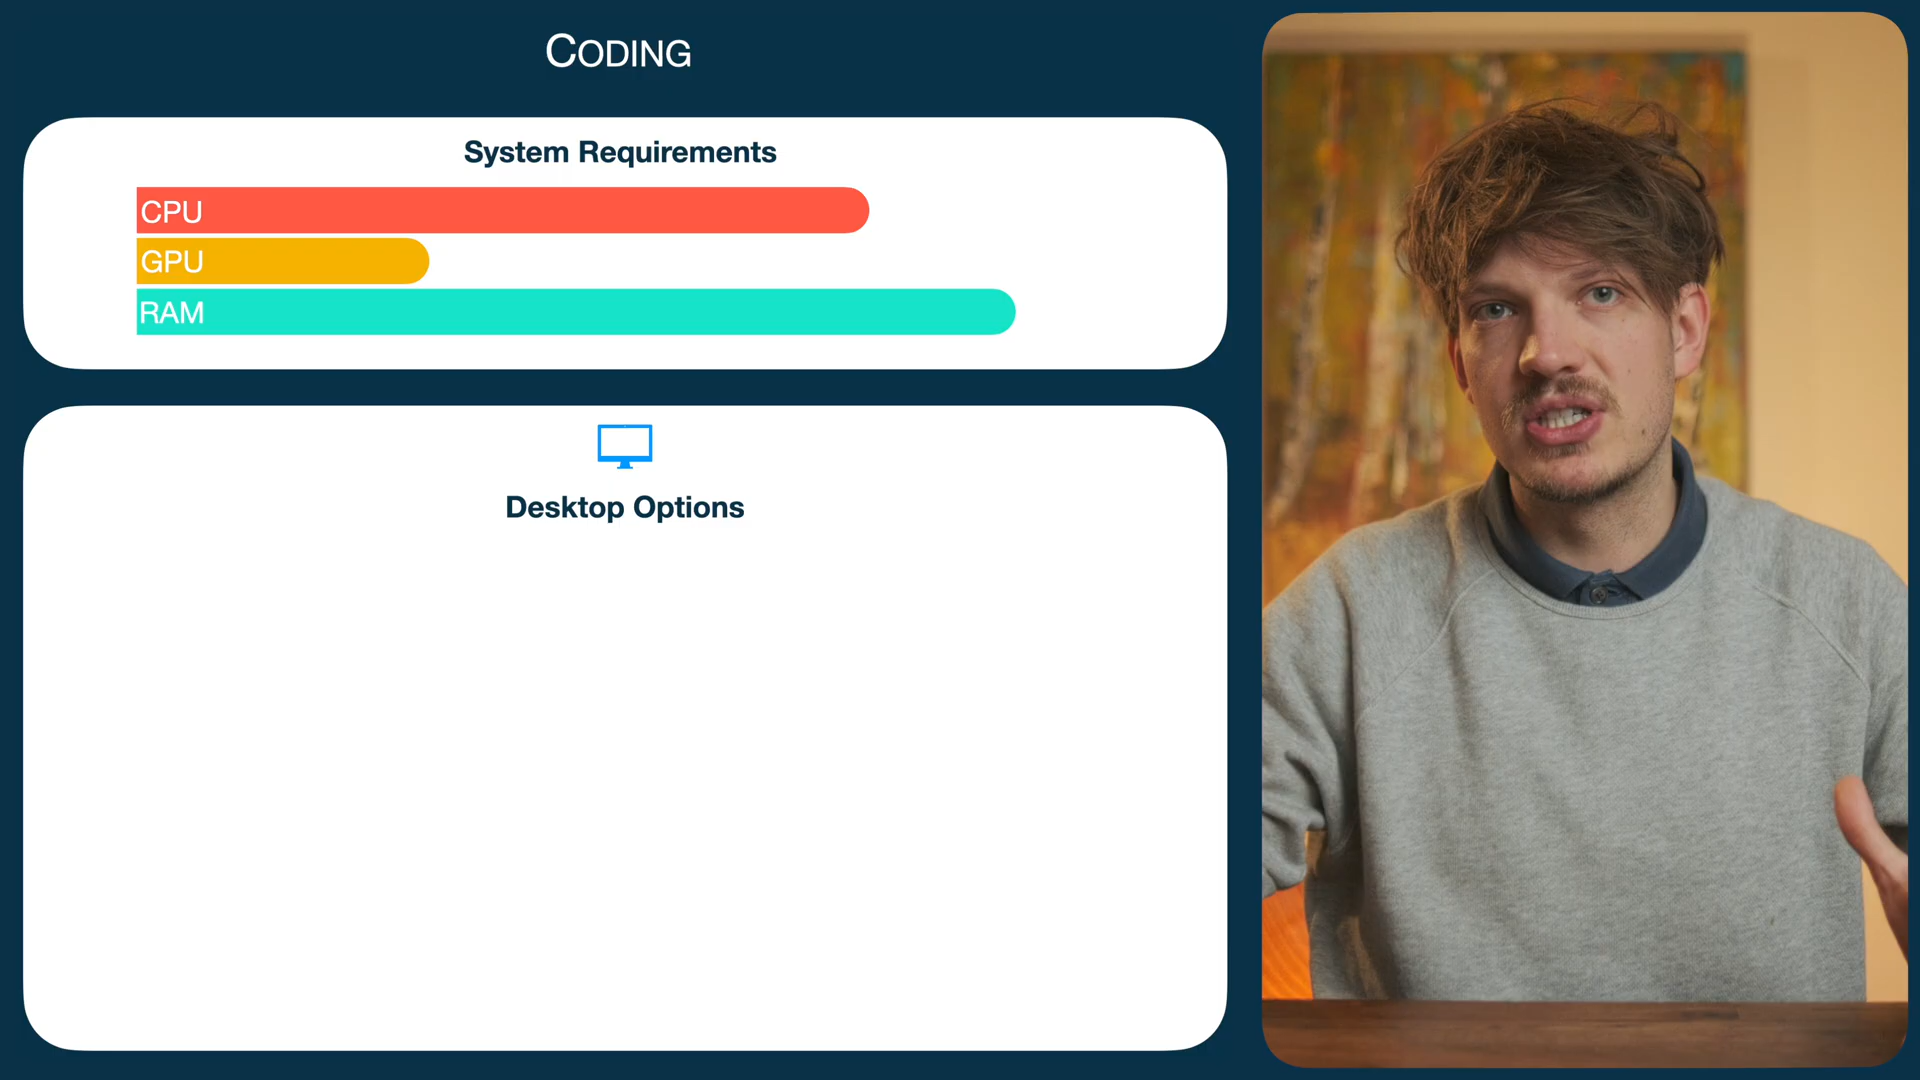 CODING
System Requirements
CPU
GPU
RAM
Desktop Options